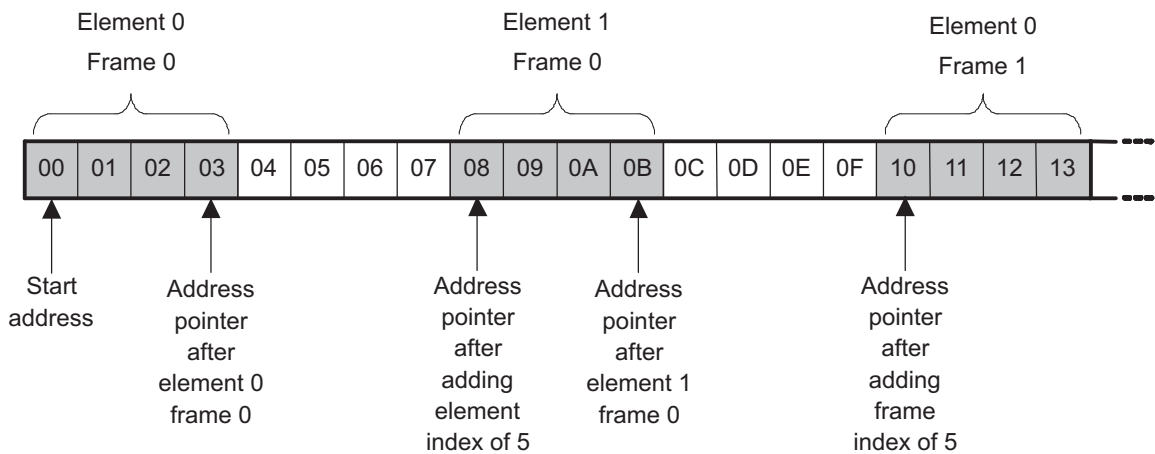 Element 0
Frame 0
Element 1
Frame 0
Element 0
Frame 1
00 01 02 03 04 05 06 07 08 09 0A 0B 0C 0D 0E 0F 10 11 12 13
Start
address
Address
pointer
after
element 0
frame 0
Address
pointer
after
adding
element
index of 5
Address
pointer
after
element 1
frame 0
Address
pointer
after
adding
frame
index of 5